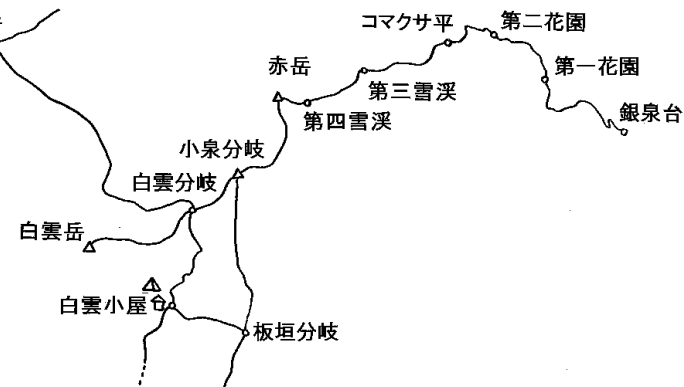 コマクサ平
第二花園
第一花園
赤岳
第三雪渓
第四雪渓
銀泉台
小泉分岐
白雲分岐
白雲岳
白雲小屋
板垣分岐